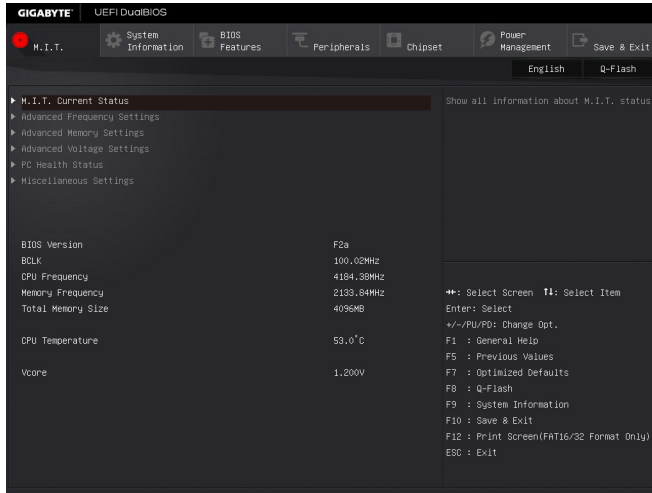 GIGABYTE™ UEFI DualBIOS
M.I.T.
System Information
BIOS Features
Peripherals
Chipset
Power Management
Save & Exit
English Q-Flash
M.I.T. Current Status
Advanced Frequency Settings
Advanced Memory Settings
Advanced Voltage Settings
PC Health Status
Miscellaneous Settings
Show all information about M.I.T. status
BIOS Version F2a
BCLK 100.02MHz
CPU Frequency 4184.38MHz
Memory Frequency 2133.84MHz
Total Memory Size 4096MB
CPU Temperature 53.0°C
Vcore 1.200V
→←: Select Screen ↑↓: Select Item
Enter: Select
+/-/PU/PD: Change Opt.
F1 : General Help
F5 : Previous Values
F7 : Optimized Defaults
F8 : Q-Flash
F9 : System Information
F10 : Save & Exit
F12 : Print Screen(FAT16/32 Format Only)
ESC : Exit